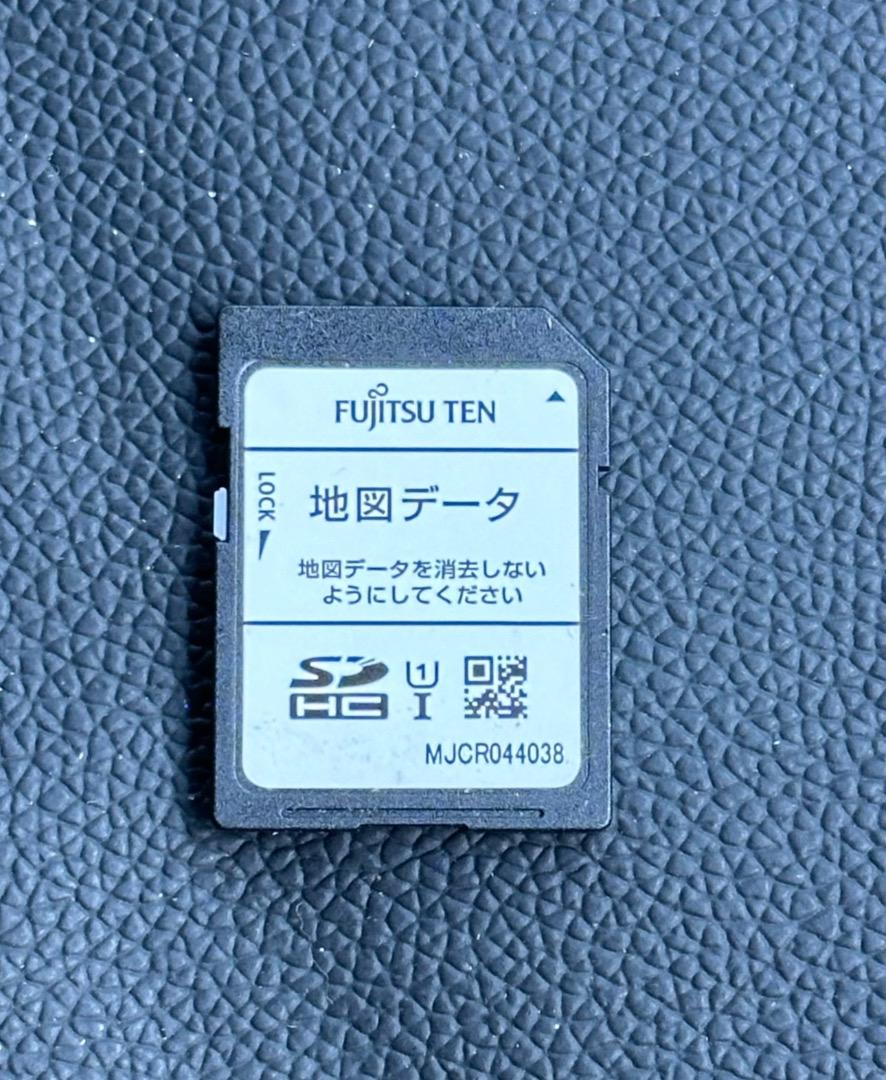 FUJITSU TEN
LOCK
地図データ
地図データを消去しない
ようにしてください
SD
HC
U1
I
MJCR044038